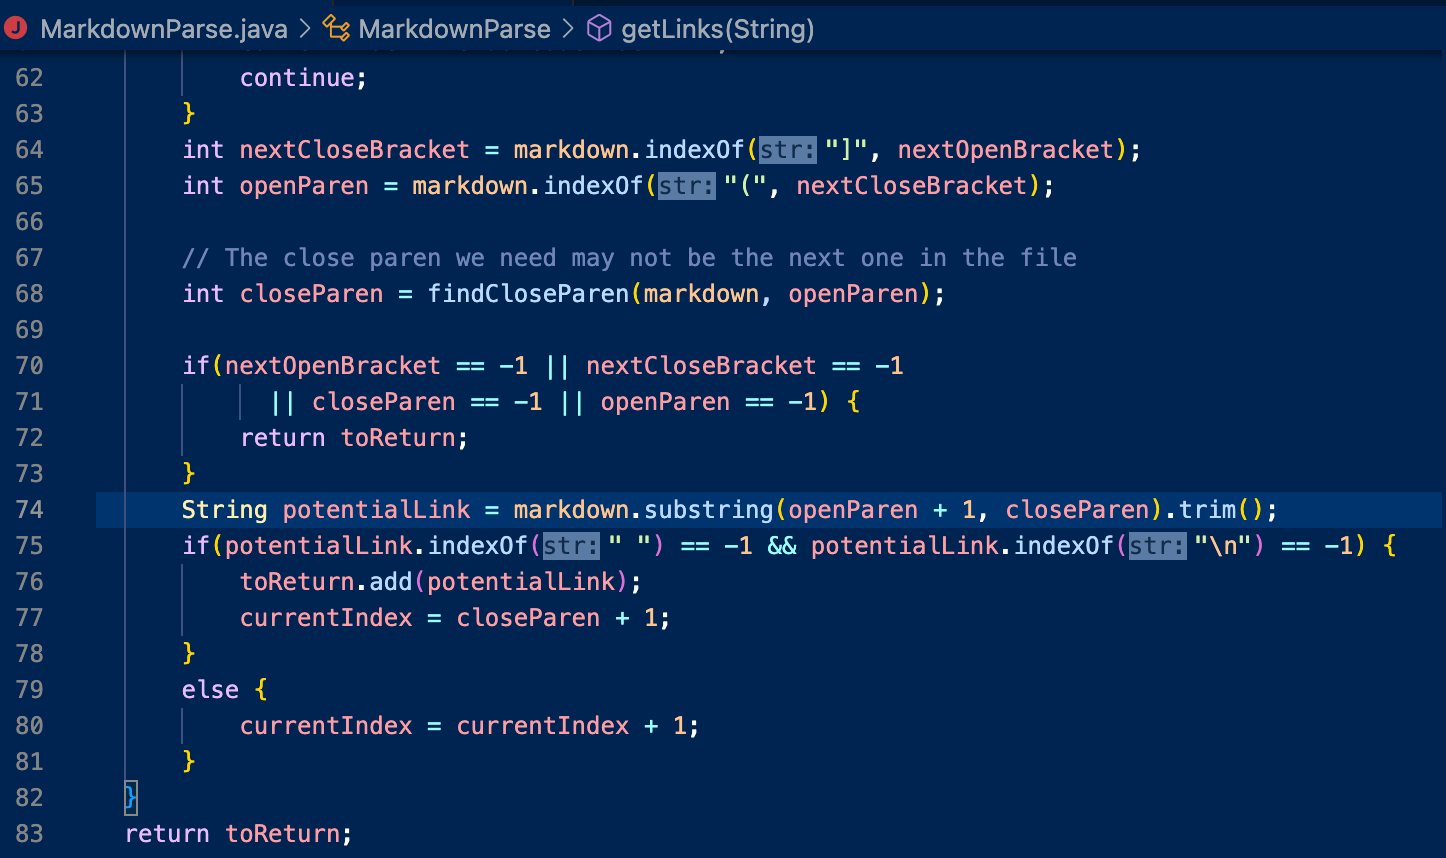 MarkdownParse.java > MarkdownParse > getLinks(String)
62 continue;
63 }
64 int nextCloseBracket = markdown.indexOf(str: "]", nextOpenBracket);
65 int openParen = markdown.indexOf(str: "(", nextCloseBracket);
66
67 // The close paren we need may not be the next one in the file
68 int closeParen = findCloseParen(markdown, openParen);
69
70 if(nextOpenBracket == -1 || nextCloseBracket == -1
71 || closeParen == -1 || openParen == -1) {
72 return toReturn;
73 }
74 String potentialLink = markdown.substring(openParen + 1, closeParen).trim();
75 if(potentialLink.indexOf(str: " ") == -1 && potentialLink.indexOf(str: "\n") == -1) {
76 toReturn.add(potentialLink);
77 currentIndex = closeParen + 1;
78 }
79 else {
80 currentIndex = currentIndex + 1;
81 }
82 }
83 return toReturn;